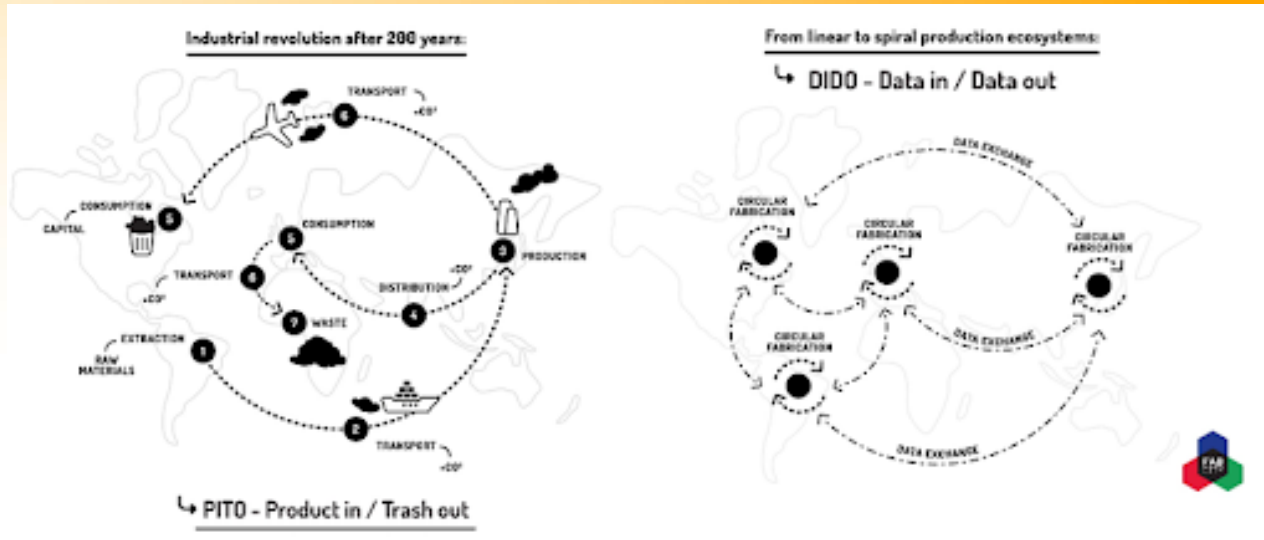 Industrial revolution after 200 years:
TRANSPORT
+CO²
6
CONSUMPTION
5
CAPITAL
CONSUMPTION
5
3
PRODUCTION
TRANSPORT
6
+CO²
+CO²
DISTRIBUTION
4
7
WASTE
EXTRACTION
1
RAW
MATERIALS
2
TRANSPORT
+CO²
PITO - Product in / Trash out
From linear to spiral production ecosystems:
DIDO - Data in / Data out
DATA EXCHANGE
CIRCULAR
FABRICATION
CIRCULAR
FABRICATION
CIRCULAR
FABRICATION
DATA EXCHANGE
CIRCULAR
FABRICATION
DATA EXCHANGE
FAB